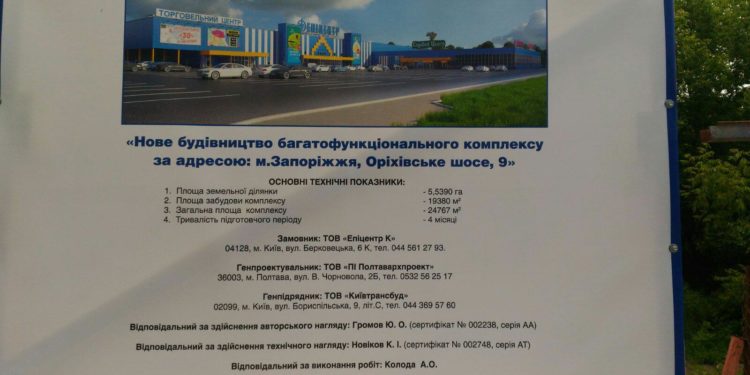 ТОРГОВЕЛЬНИЙ ЦЕНТР
ЕПІЦЕНТР
«Нове будівництво багатофункціонального комплексу
за адресою: м.Запоріжжя, Оріхівське шосе, 9»
ОСНОВНІ ТЕХНІЧНІ ПОКАЗНИКИ:
1. Площа земельної ділянки - 5,5390 га
2. Площа забудови комплексу - 19380 м²
3. Загальна площа комплексу - 24767 м²
4. Тривалість підготовчого періоду - 4 місяці
Замовник: ТОВ «Епіцентр К»
04128, м. Київ, вул. Берковецька, 6 К, тел. 044 561 27 93.
Генпроектувальник: ТОВ «ПІ Полтавархпроект»
36003, м. Полтава, вул. В. Чорновола, 2Б, тел. 0532 56 25 17
Генпідрядник: ТОВ «Київтрансбуд»
02099, м. Київ, вул. Бориспільська, 9, літ.С, тел. 044 369 57 60
Відповідальний за здійснення авторського нагляду: Громов Ю. О. (сертифікат № 002238, серія АА)
Відповідальний за здійснення технічного нагляду: Новіков К. І. (сертифікат № 002748, серія АТ)
Відповідальний за виконання робіт: Колода А.О.